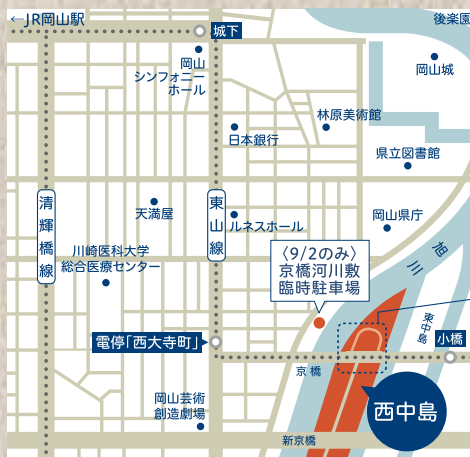 ←JR岡山駅
城下
後楽園
岡山
シンフォニー
ホール
岡山城
林原美術館
日本銀行
県立図書館
清輝橋線
東山線
天満屋
ルネスホール
岡山県庁
川崎医科大学
総合医療センター
〈9/2のみ〉
京橋河川敷
臨時駐車場
旭川
東中島
電停「西大寺町」
小橋
京橋
西中島
岡山芸術
創造劇場
新京橋